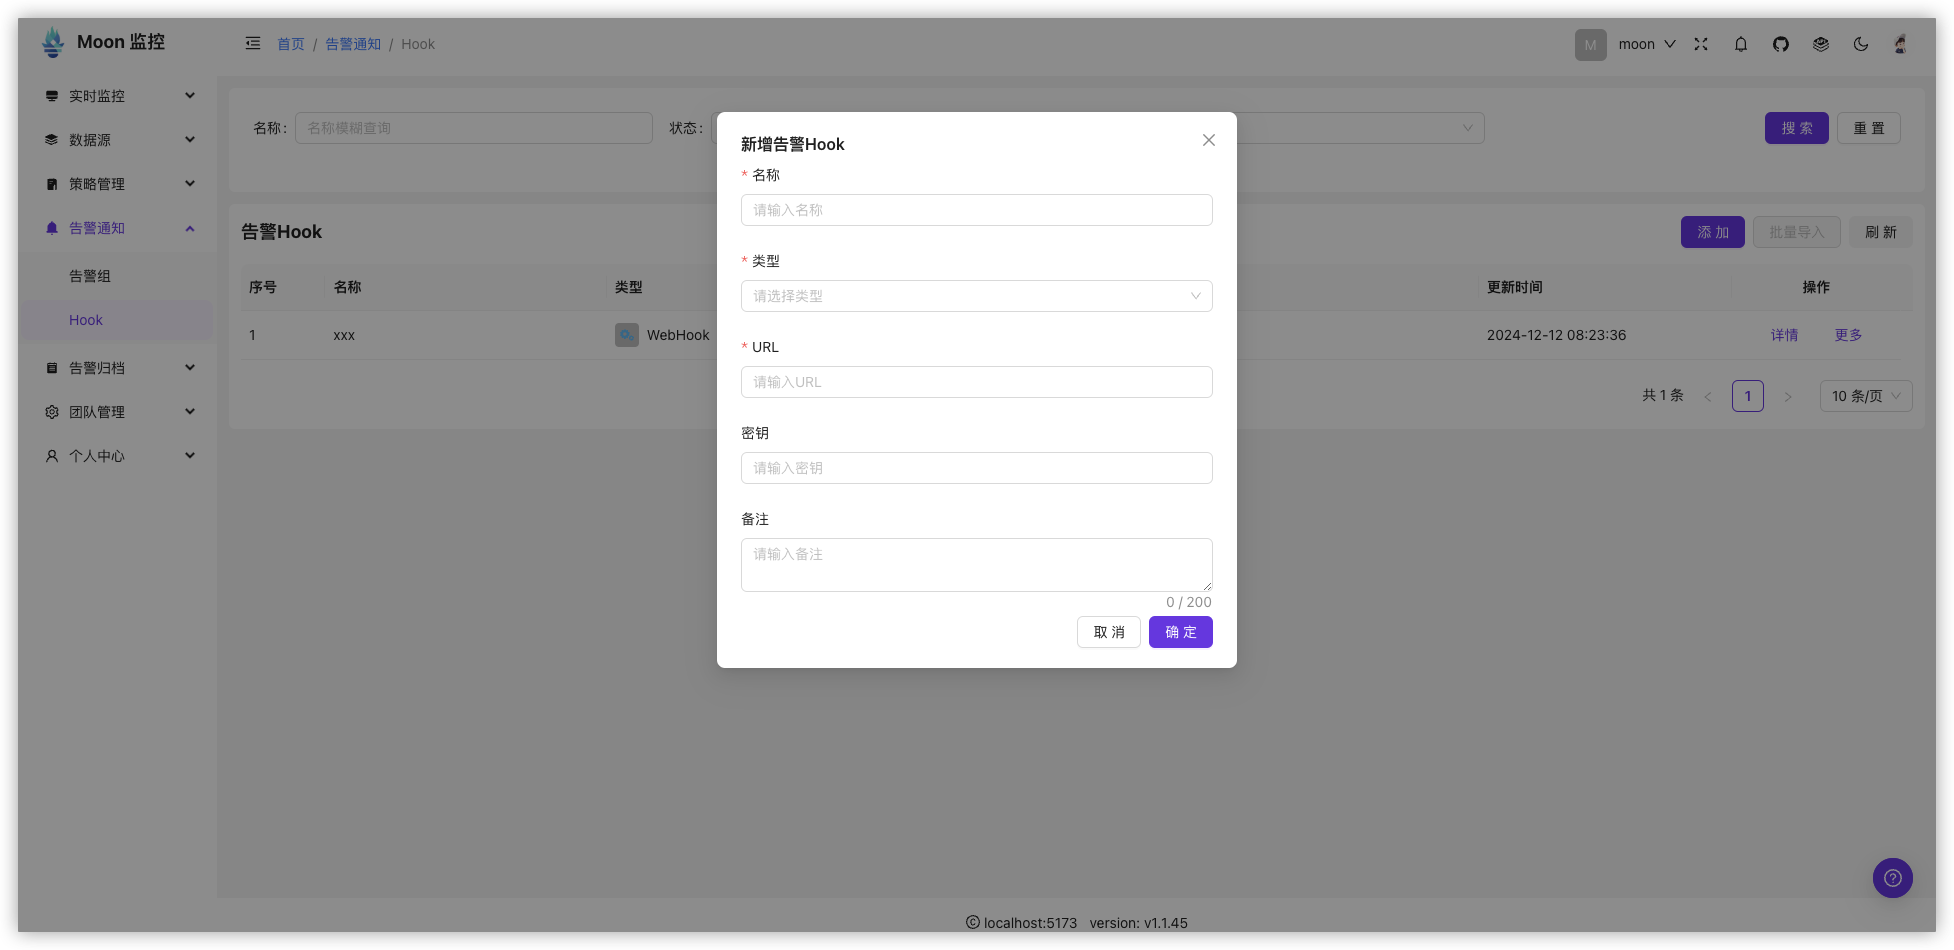 Moon 监控
首页 / 告警通知 / Hook
M moon
实时监控
数据源
策略管理
告警通知
告警组
Hook
告警归档
团队管理
个人中心
名称: 名称模糊查询 状态:
搜 索 重 置
告警Hook
添 加 批量导入 刷 新
序号 名称 类型 更新时间 操作
1 xxx WebHook 2024-12-12 08:23:36 详情 更多
共 1 条 < 1 > 10 条/页
新增告警Hook
* 名称
请输入名称
* 类型
请选择类型
* URL
请输入URL
密钥
请输入密钥
备注
请输入备注
0 / 200
取 消 确 定
© localhost:5173 version: v1.1.45